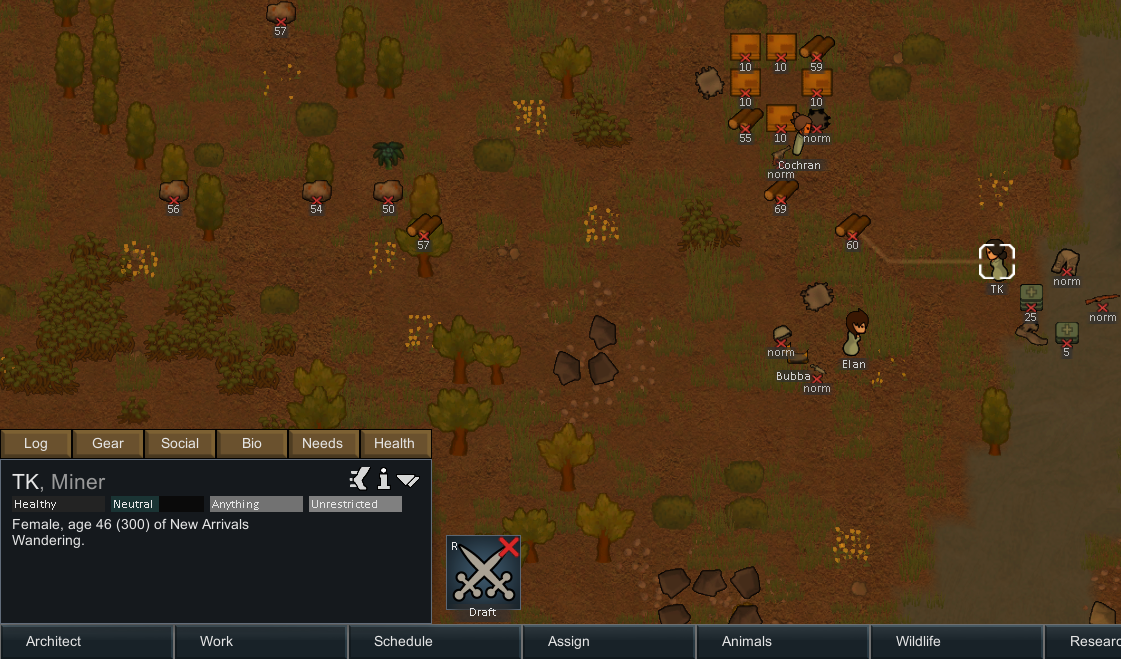 57
10 10 59
10 10
55 10 norm
Cochran
norm
56 54 50
69
57
60
TK
norm
25
norm
norm
5
Elan
Bubba
norm
Log Gear Social Bio Needs Health
TK, Miner
Healthy Neutral Anything Unrestricted
Female, age 46 (300) of New Arrivals
Wandering.
R
Draft
Architect Work Schedule Assign Animals Wildlife Researc